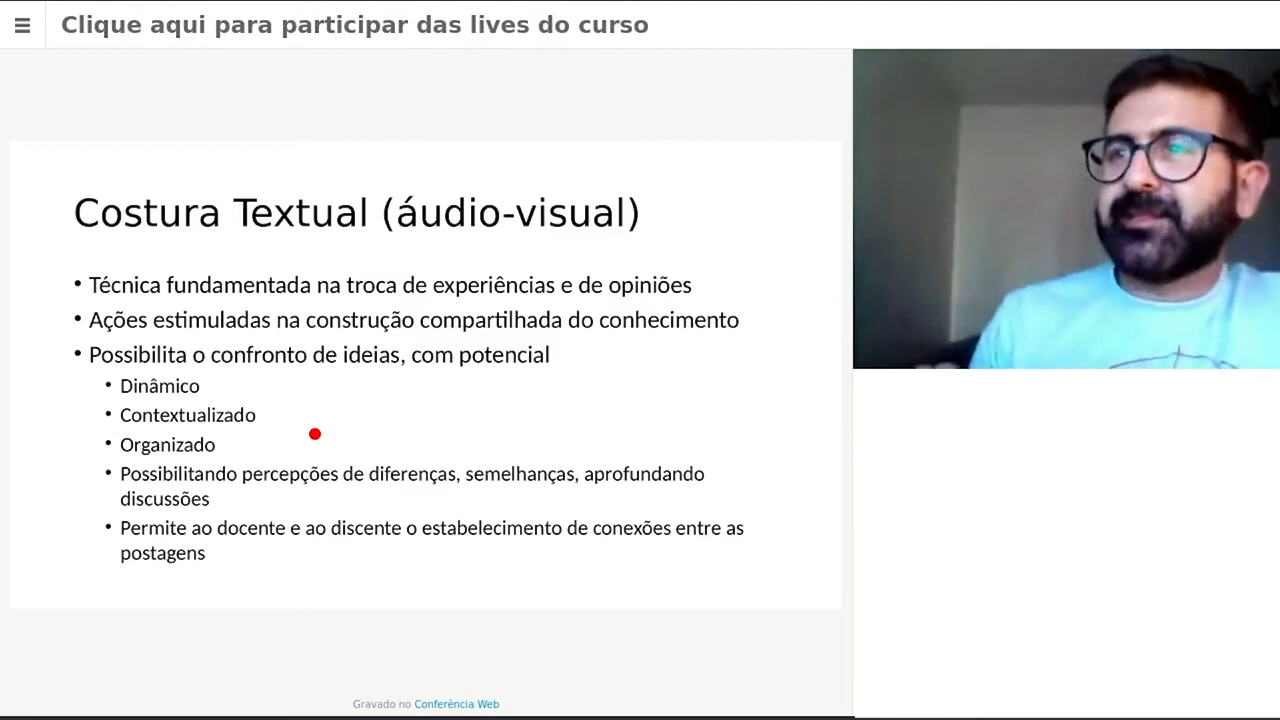 Clique aqui para participar das lives do curso
Costura Textual (áudio-visual)
• Técnica fundamentada na troca de experiências e de opiniões
• Ações estimuladas na construção compartilhada do conhecimento
• Possibilita o confronto de ideias, com potencial
• Dinâmico
• Contextualizado
• Organizado
• Possibilitando percepções de diferenças, semelhanças, aprofundando
discussões
• Permite ao docente e ao discente o estabelecimento de conexões entre as
postagens
Gravado no Conferência Web